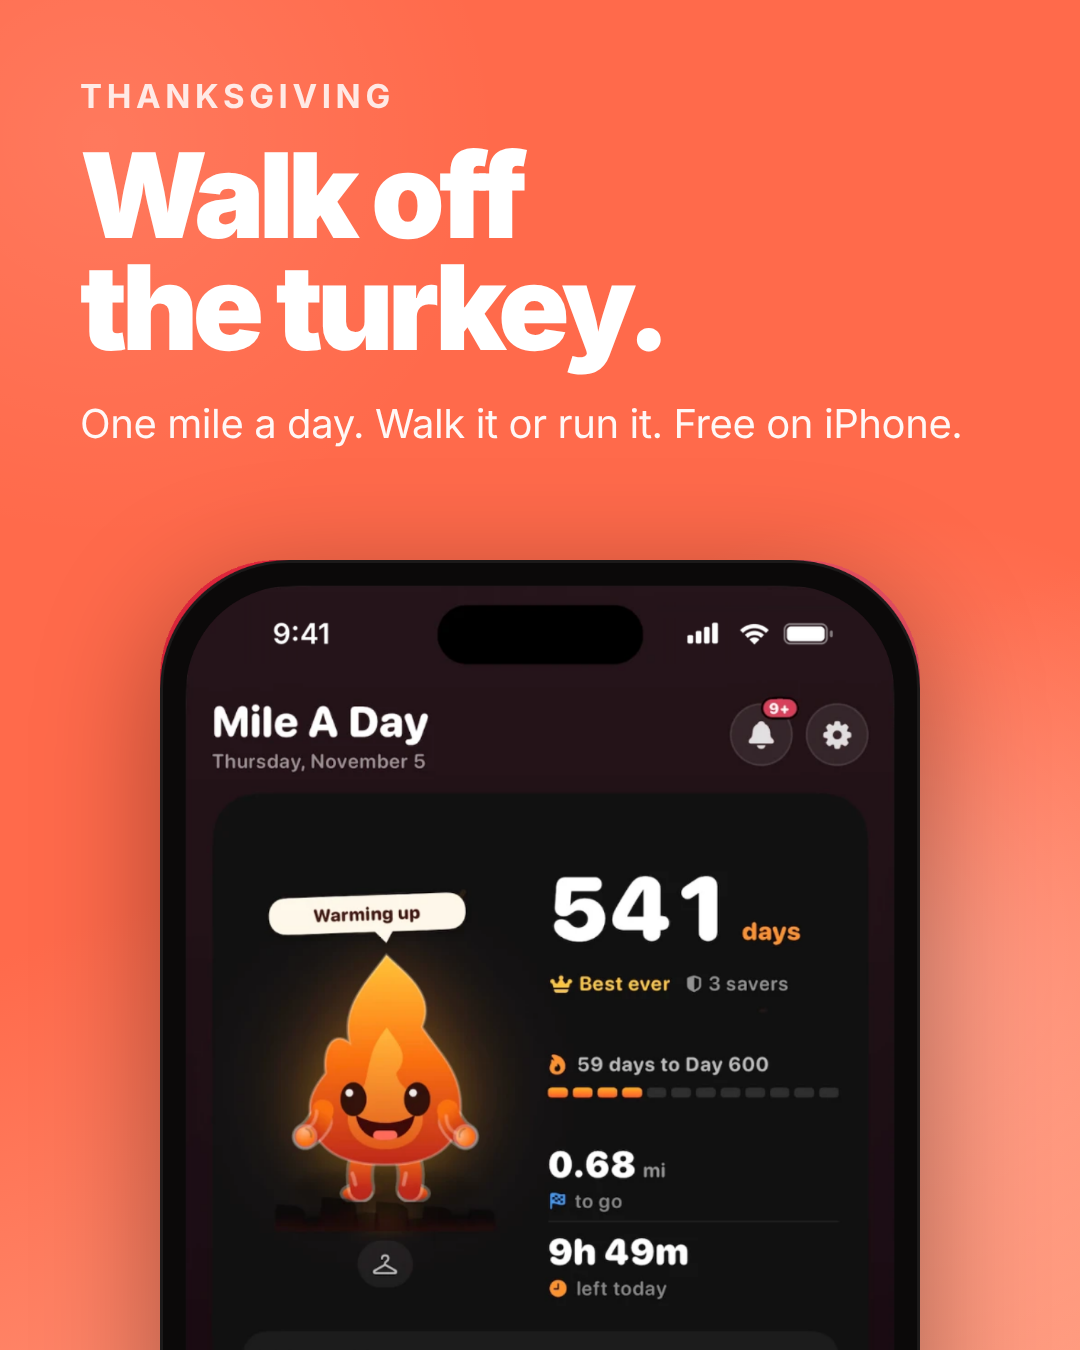 THANKSGIVING
Walk off
the turkey.
One mile a day. Walk it or run it. Free on iPhone.
9:41
Mile A Day
9+
Thursday, November 5
Warming up
541 days
Best ever 3 savers
59 days to Day 600
0.68 mi
to go
9h 49m
left today